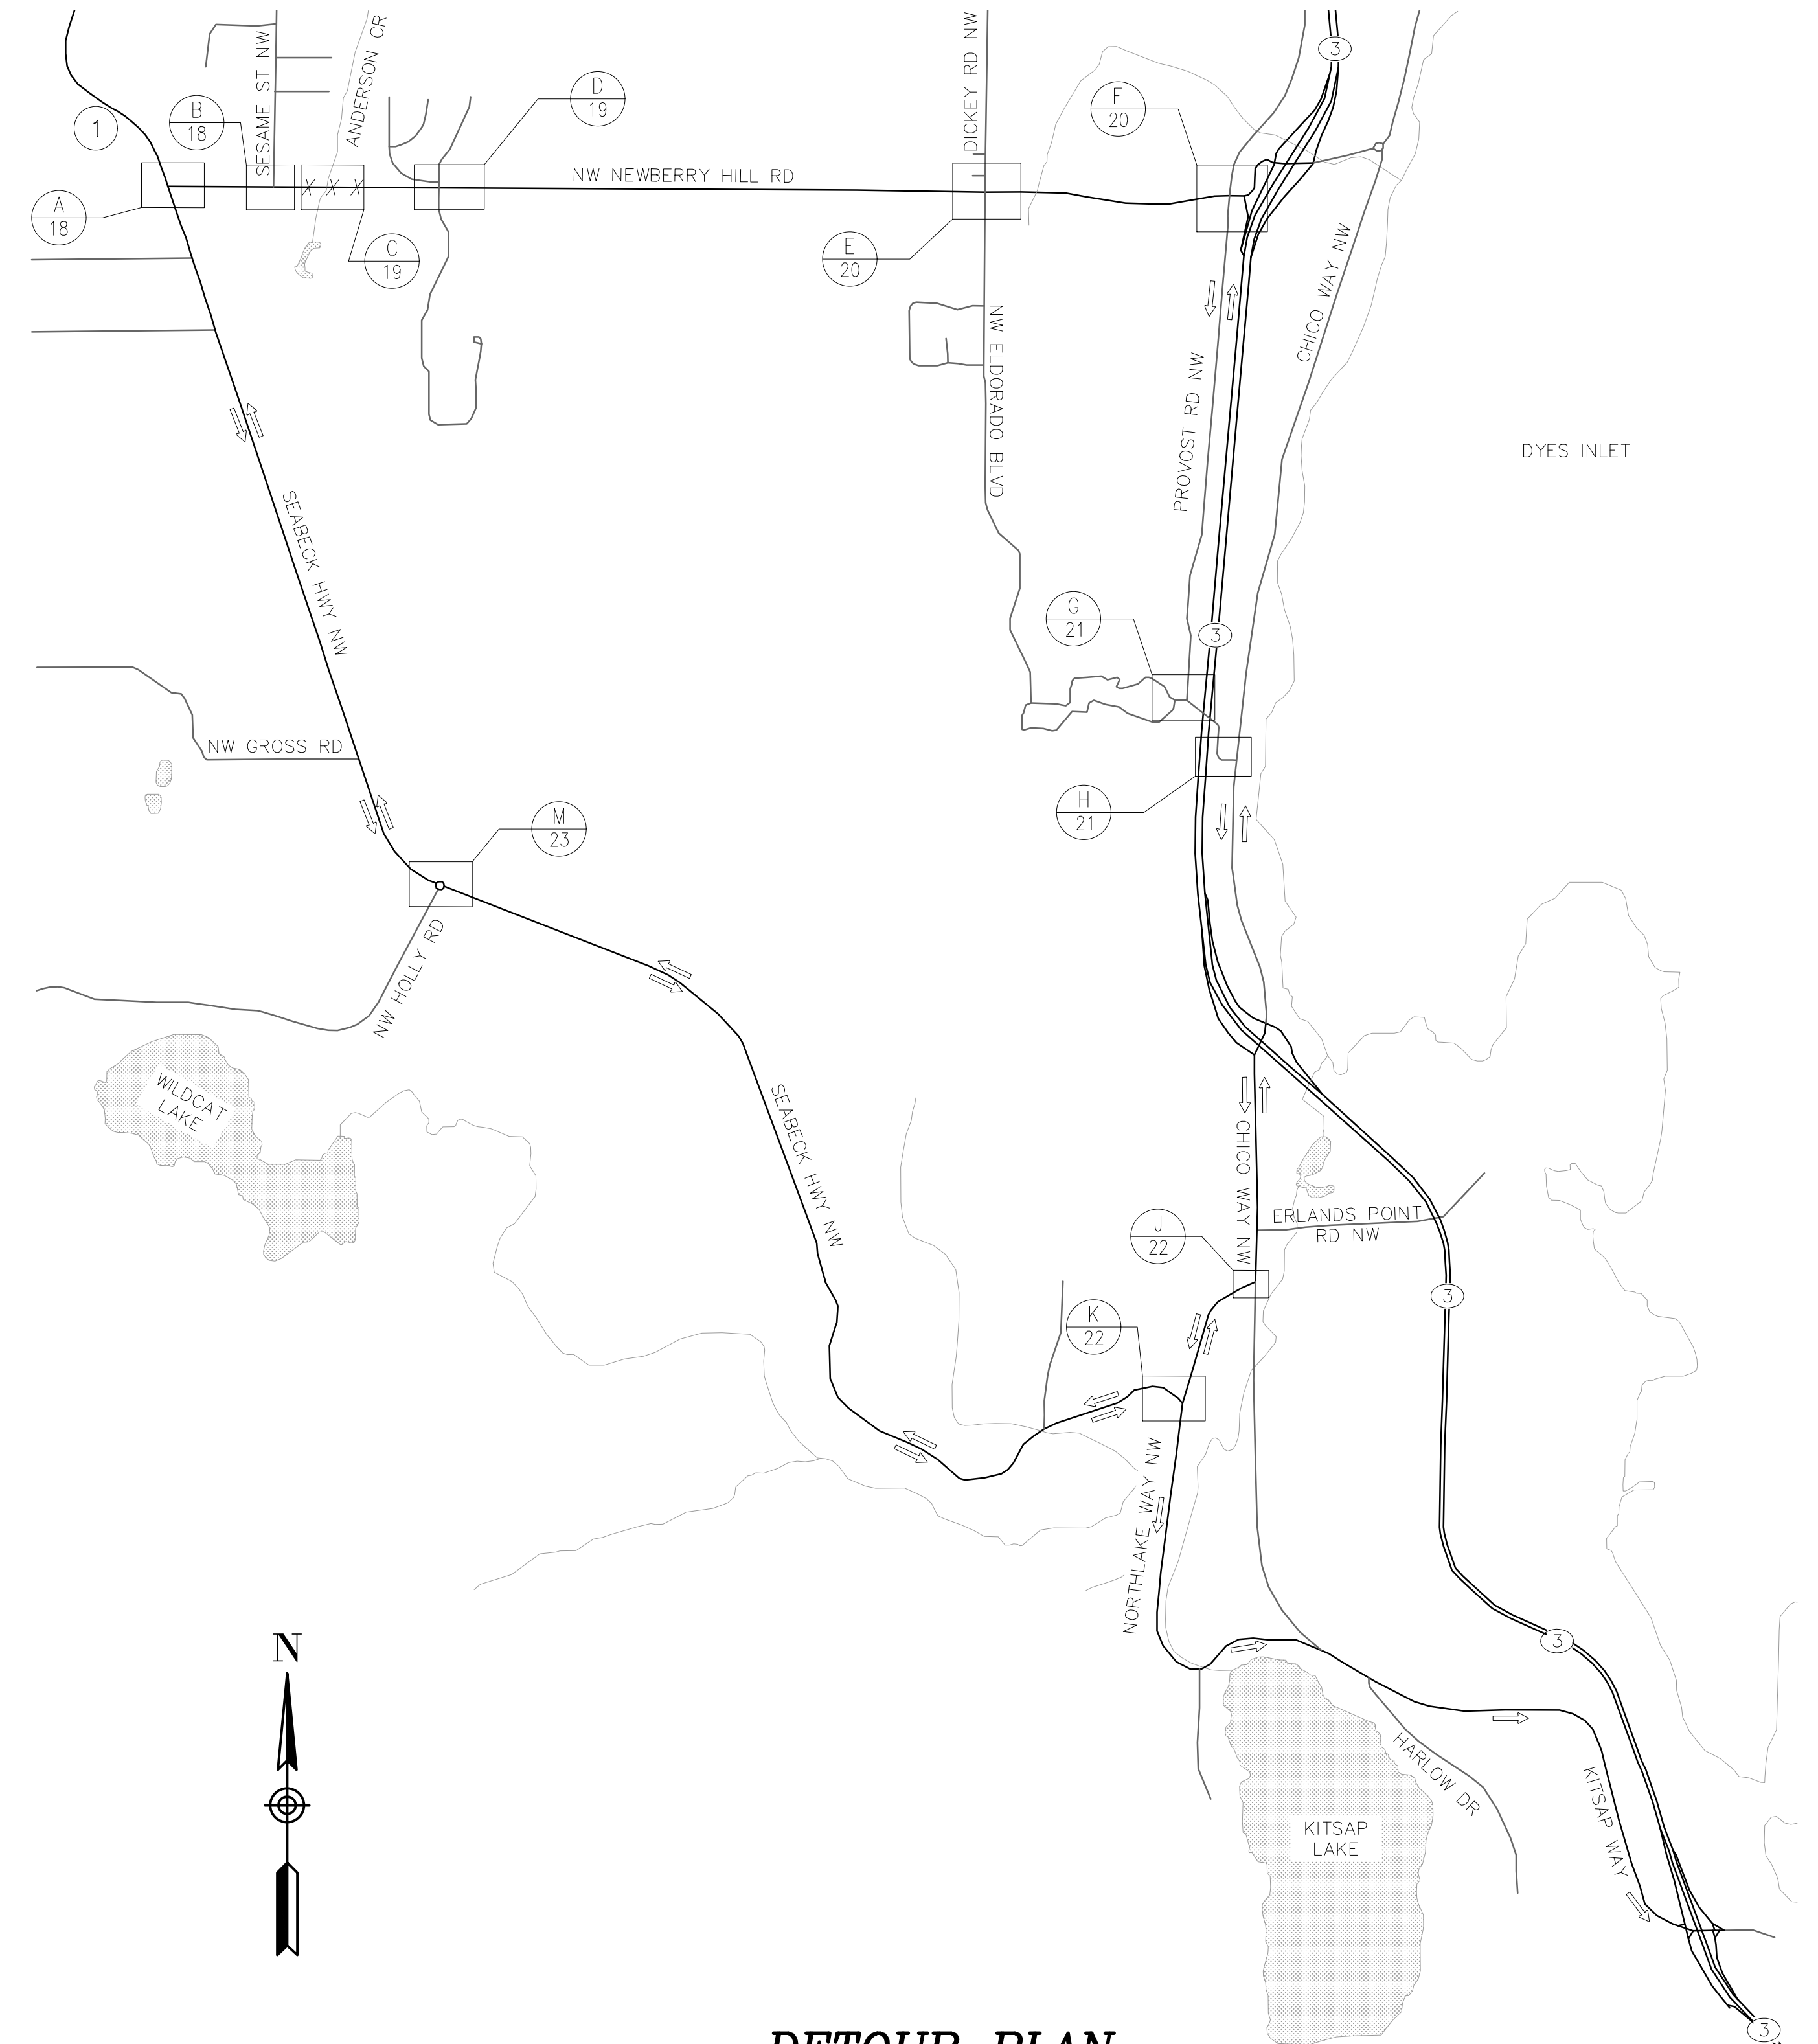 3
SESAME ST NW
ANDERSON CR
DICKEY RD NW
1
B
18
D
19
F
20
X X X
NW NEWBERRY HILL RD
A
18
C
19
E
20
CHICO WAY NW
NW ELDORADO BLVD
PROVOST RD NW
DYES INLET
SEABECK HWY NW
G
21
3
NW GROSS RD
H
21
M
23
NW HOLLY RD
WILDCAT
LAKE
SEABECK HWY NW
CHICO WAY NW
ERLANDS POINT
RD NW
J
22
3
K
22
NORTHLAKE WAY NW
N
3
HARLOW DR
KITSAP WAY
KITSAP
LAKE
3
DETOUR PLAN